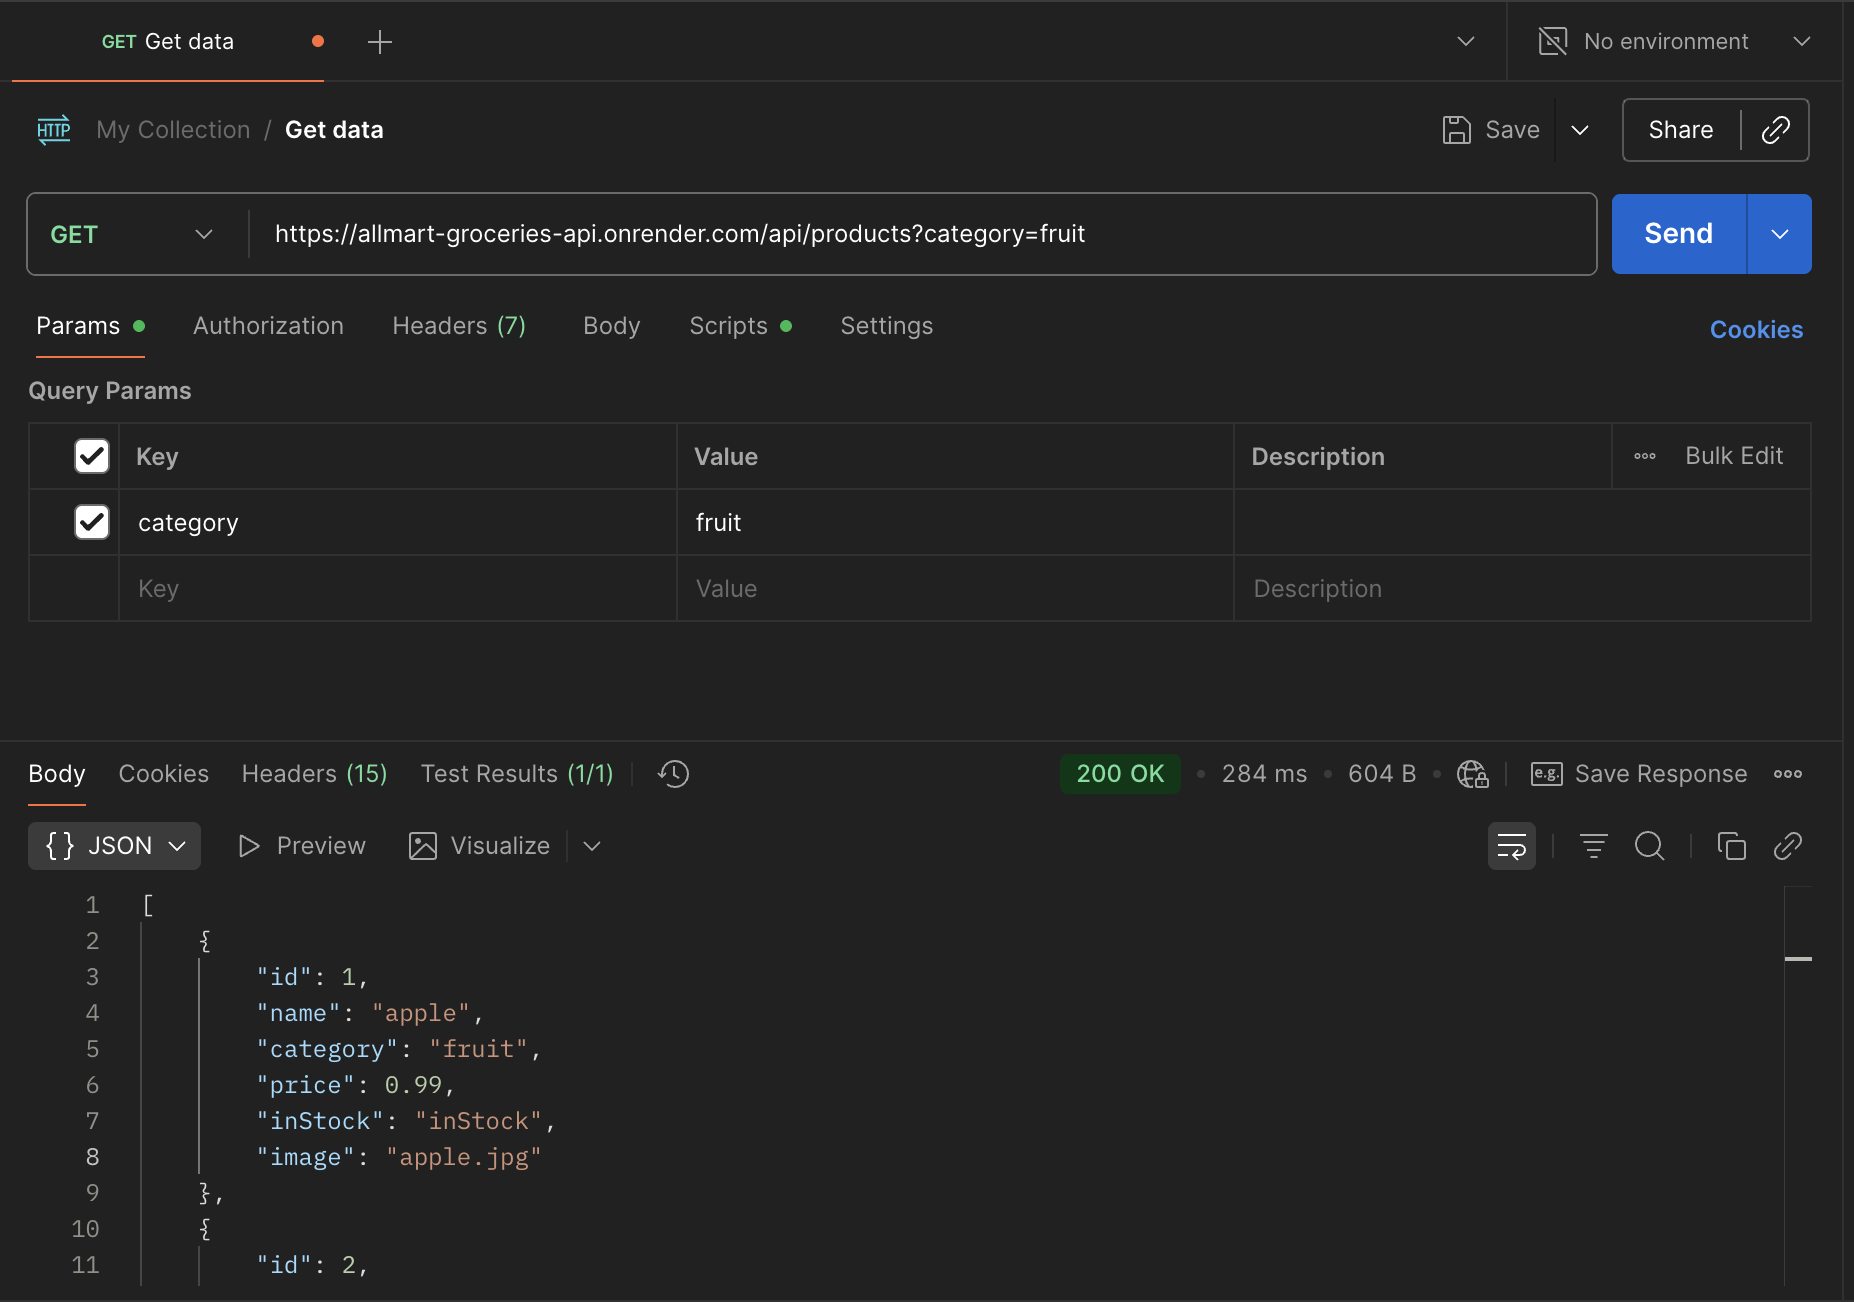 GET Get data No environment
HTTP My Collection / Get data Save Share
GET https://allmart-groceries-api.onrender.com/api/products?category=fruit Send
Params Authorization Headers (7) Body Scripts Settings Cookies
Query Params
Key Value Description Bulk Edit
category fruit
Key Value Description
Body Cookies Headers (15) Test Results (1/1) 200 OK 284 ms 604 B e.g. Save Response
{} JSON Preview Visualize
1 [
2 {
3 "id": 1,
4 "name": "apple",
5 "category": "fruit",
6 "price": 0.99,
7 "inStock": "inStock",
8 "image": "apple.jpg"
9 },
10 {
11 "id": 2,